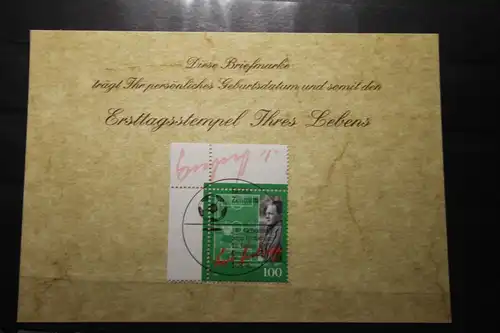 Diese Briefmarke
trägt Ihr persönliches Geburtsdatum und somit den
Ersttagsstempel Ihres Lebens
100